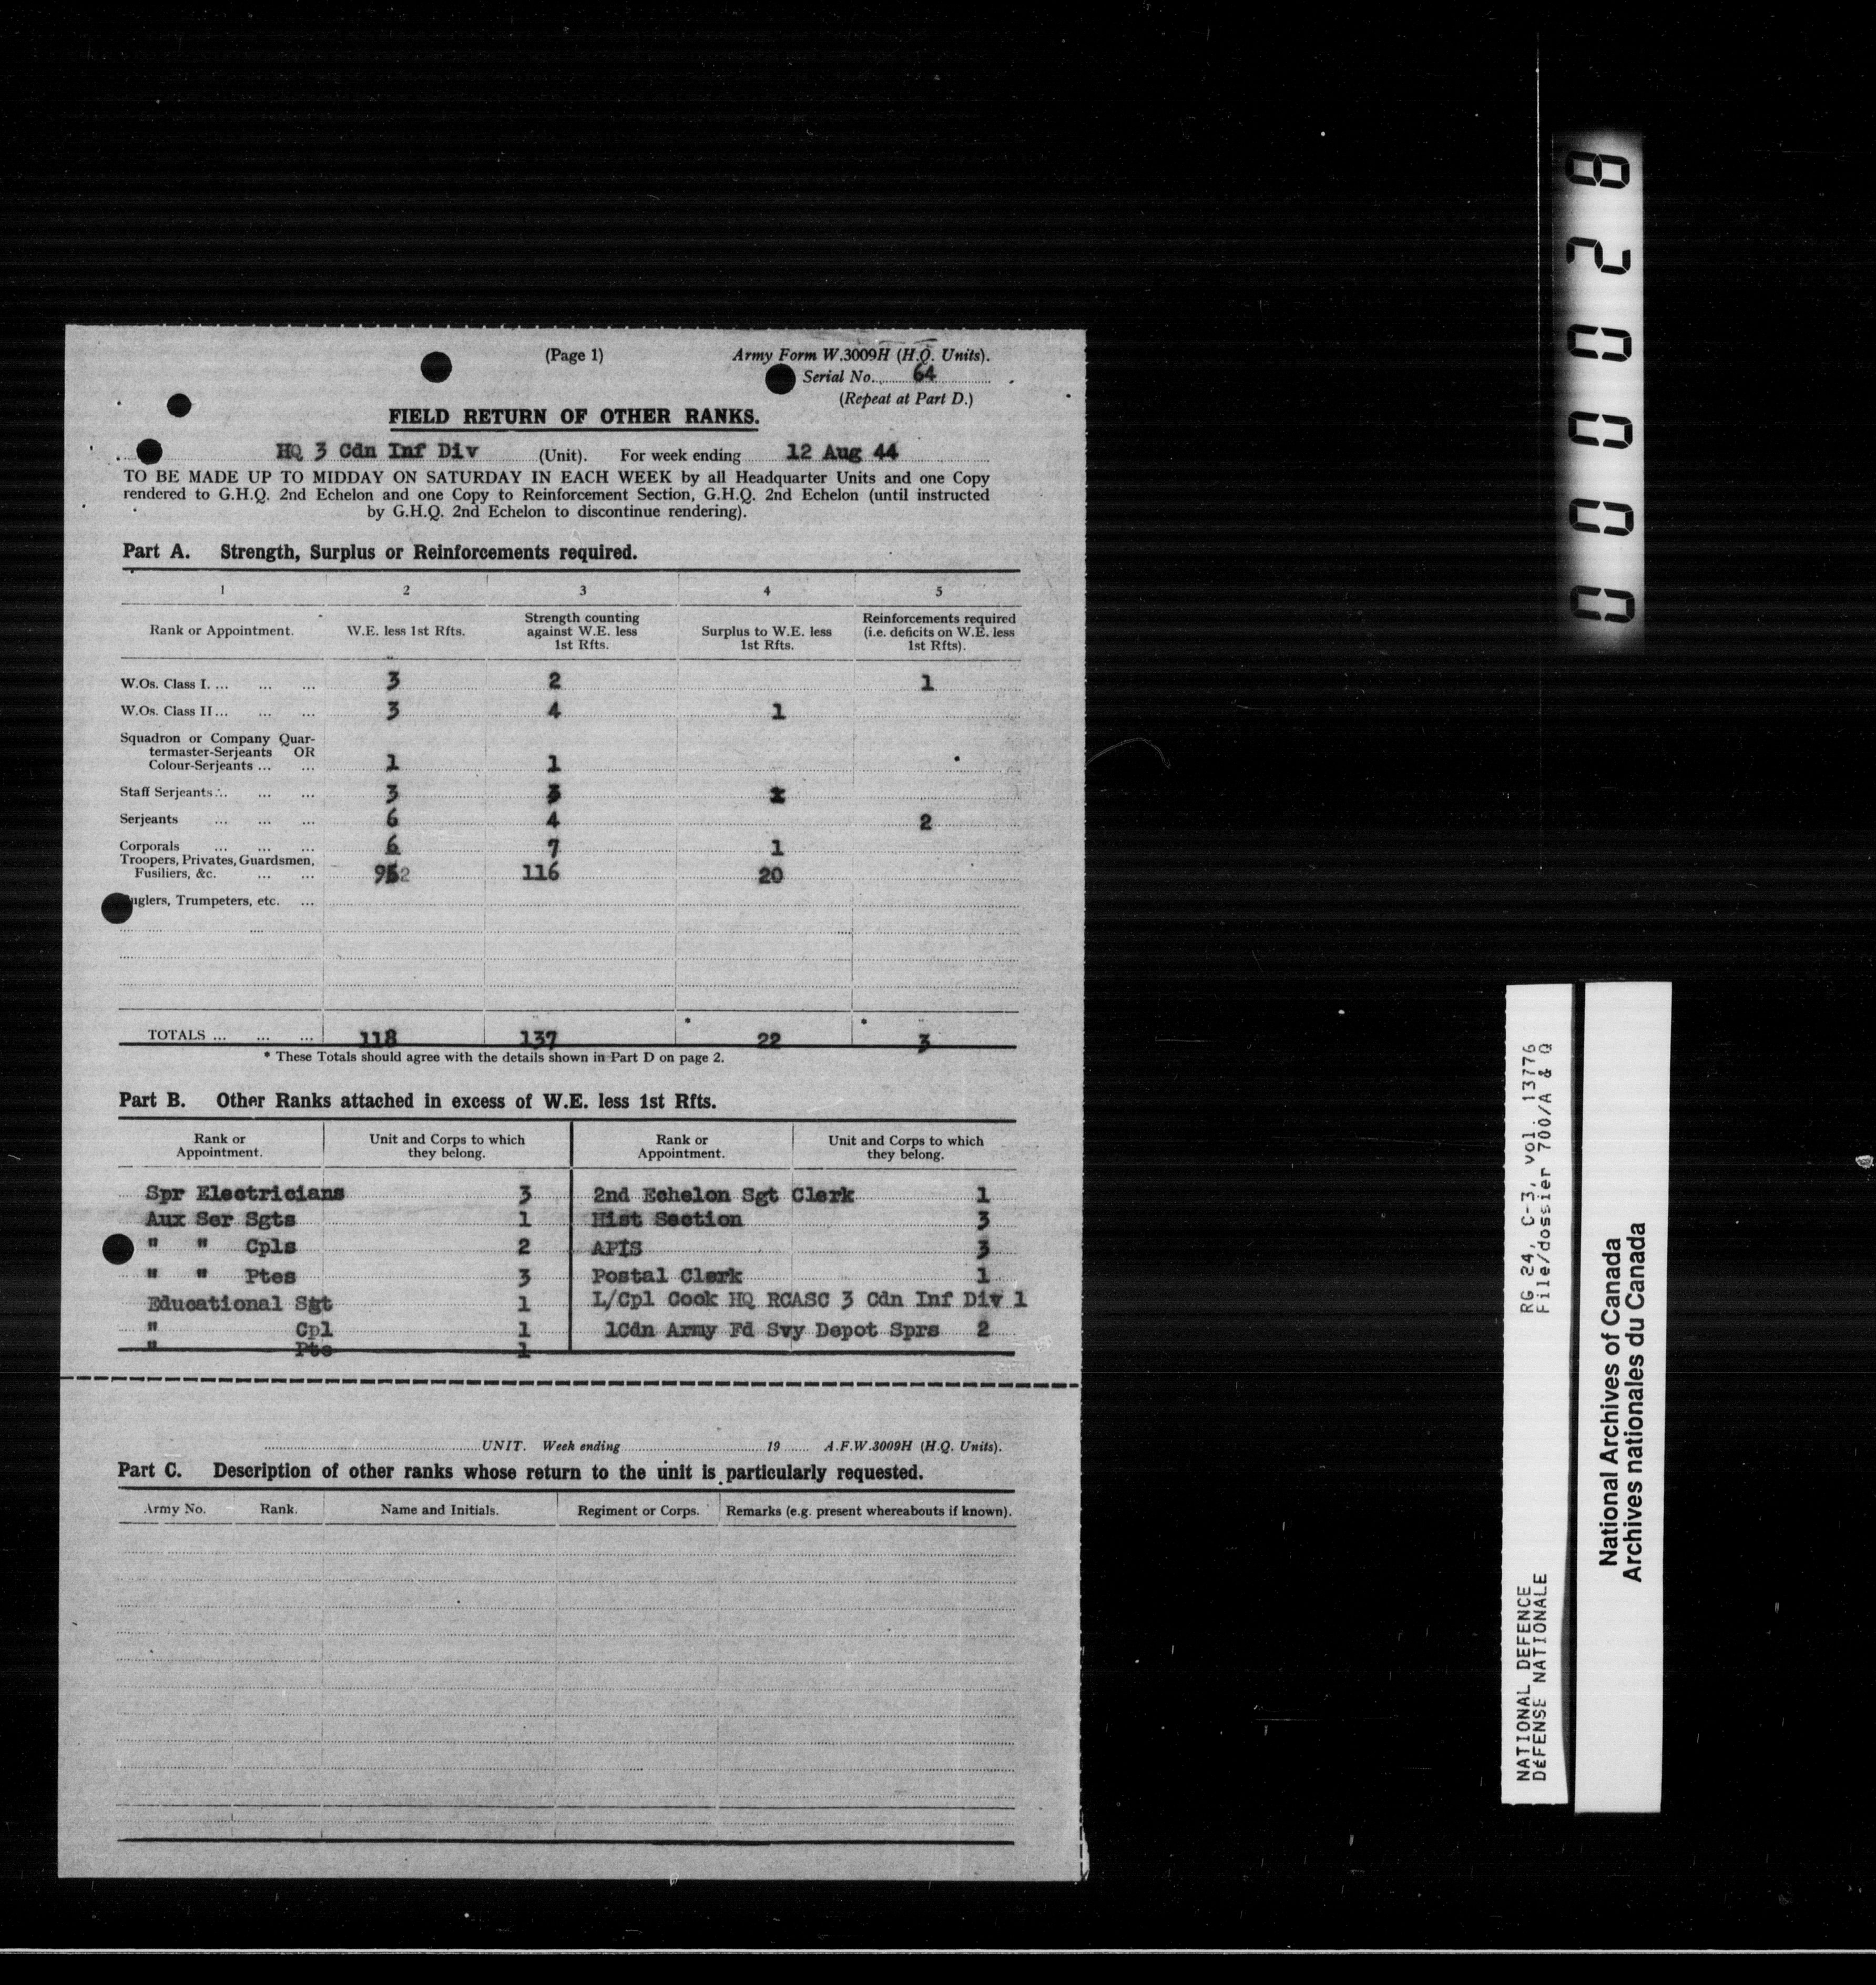 (Page 1)
Army Form W.3009H (H.Q. Units).
Serial No. 64
(Repeat at Part D.)
FIELD RETURN OF OTHER RANKS.
HQ 3 Cdn Inf Div (Unit). For week ending 12 Aug 44
TO BE MADE UP TO MIDDAY ON SATURDAY IN EACH WEEK by all Headquarter Units and one Copy
rendered to G.H.Q. 2nd Echelon and one Copy to Reinforcement Section, G.H.Q. 2nd Echelon (until instructed
by G.H.Q. 2nd Echelon to discontinue rendering).
Part A. Strength, Surplus or Reinforcements required.
1 2 3 4 5
Rank or Appointment.
W.E. less 1st Rfts.
Strength counting
against W.E. less
1st Rfts.
Surplus to W.E. less
1st Rfts.
Reinforcements required
(i.e. deficits on W.E. less
1st Rfts).
W.Os. Class I. ... ... ... 3 2 1
W.Os. Class II ... ... ... 3 4 1
Squadron or Company Quar-
termaster-Serjeants OR
Colour-Serjeants ... ... 1 1
Staff Serjeants ... ... ... 3 3
Serjeants ... ... ... 6 4 2
Corporals ... ... ... 6 7 1
Troopers, Privates, Guardsmen,
Fusiliers, &c. ... ... 116 20
uglers, Trumpeters, etc. ...
TOTALS ... ... ... 118 137 * 22 * 3
* These Totals should agree with the details shown in Part D on page 2.
Part B. Other Ranks attached in excess of W.E. less 1st Rfts.
Rank or
Appointment.
Unit and Corps to which
they belong.
Rank or
Appointment.
Unit and Corps to which
they belong.
Spr Electricians 3 2nd Echelon Sgt Clerk 1
Aux Ser Sgts 1 Hist Section 3
" " Cpls 2 APIS 3
" " Ptes 3 Postal Clerk 1
Educational Sgt 1 L/Cpl Cook HQ RCASC 3 Cdn Inf Div 1
" Cpl 1 1Cdn Army Fd Svy Depot Sprs 2
" Pte 1
UNIT. Week ending 19 A.F.W.3009H (H.Q. Units).
Part C. Description of other ranks whose return to the unit is particularly requested.
Army No. Rank. Name and Initials. Regiment or Corps. Remarks (e.g. present whereabouts if known).
00028
NATIONAL DEFENCE RG 24, C-3, vol. 13776
DÉFENSE NATIONALE File/dossier 700/A & Q
National Archives of Canada
Archives nationales du Canada